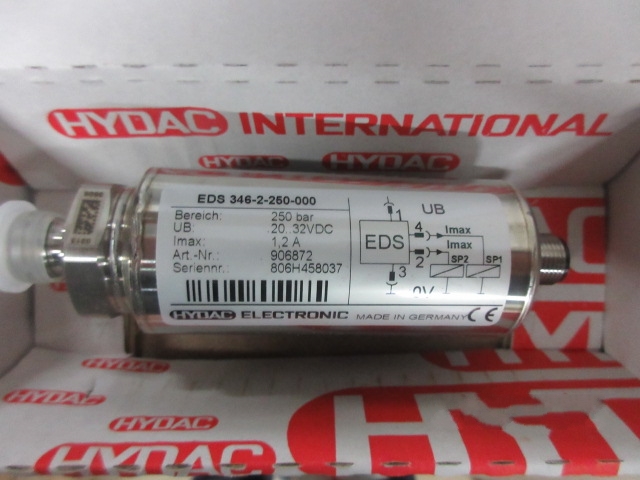 HYDAC INTERNATIONAL
HYDAC
HYDAC
EDS 346-2-250-000
Bereich: 250 bar
UB: 20..32VDC
Imax: 1,2 A
Art.-Nr.: 906872
Seriennr.: 806H458037
1 UB
EDS
4 Imax
Imax
2
SP2 SP1
3
0V
HYDAC ELECTRONIC MADE IN GERMANY CE
HYDAC
HYDAC
HYDAC